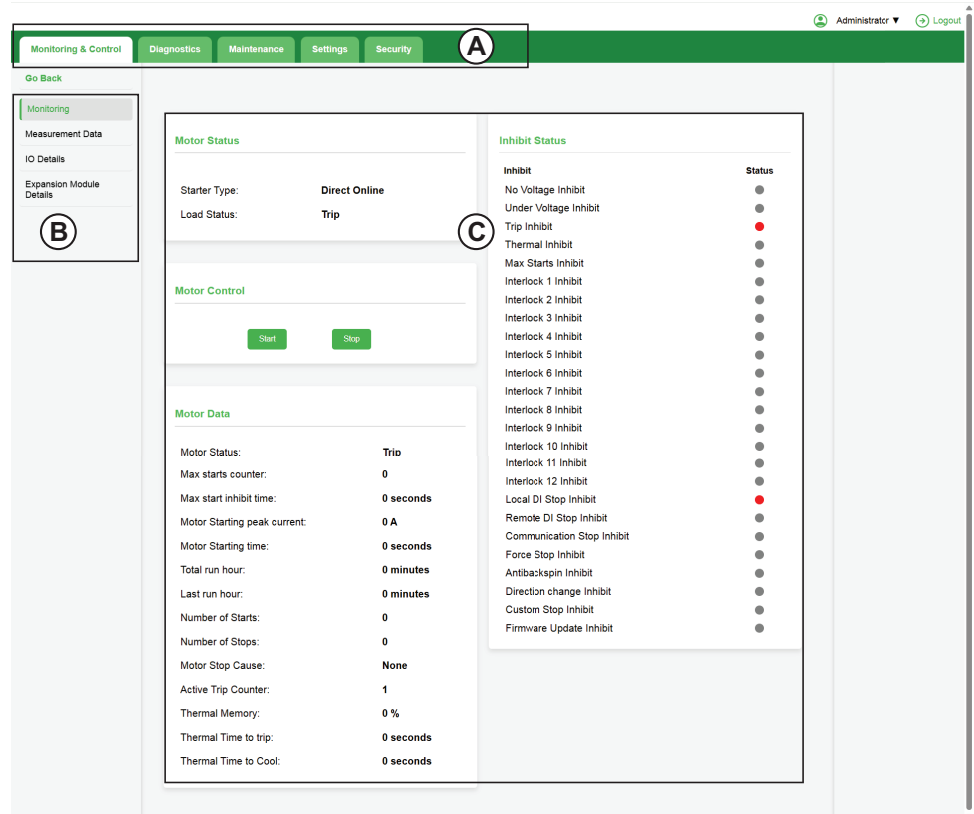 Administrator ▼ Logout
Monitoring & Control Diagnostics Maintenance Settings Security A
Go Back
Monitoring
Measurement Data
IO Details
Expansion Module
Details
B
Motor Status
Starter Type: Direct Online
Load Status: Trip
C
Motor Control
Start Stop
Motor Data
Motor Status: Trip
Max starts counter: 0
Max start inhibit time: 0 seconds
Motor Starting peak current: 0 A
Motor Starting time: 0 seconds
Total run hour: 0 minutes
Last run hour: 0 minutes
Number of Starts: 0
Number of Stops: 0
Motor Stop Cause: None
Active Trip Counter: 1
Thermal Memory: 0 %
Thermal Time to trip: 0 seconds
Thermal Time to Cool: 0 seconds
Inhibit Status
Inhibit Status
No Voltage Inhibit
Under Voltage Inhibit
Trip Inhibit
Thermal Inhibit
Max Starts Inhibit
Interlock 1 Inhibit
Interlock 2 Inhibit
Interlock 3 Inhibit
Interlock 4 Inhibit
Interlock 5 Inhibit
Interlock 6 Inhibit
Interlock 7 Inhibit
Interlock 8 Inhibit
Interlock 9 Inhibit
Interlock 10 Inhibit
Interlock 11 Inhibit
Interlock 12 Inhibit
Local DI Stop Inhibit
Remote DI Stop Inhibit
Communication Stop Inhibit
Force Stop Inhibit
Antibackspin Inhibit
Direction change Inhibit
Custom Stop Inhibit
Firmware Update Inhibit